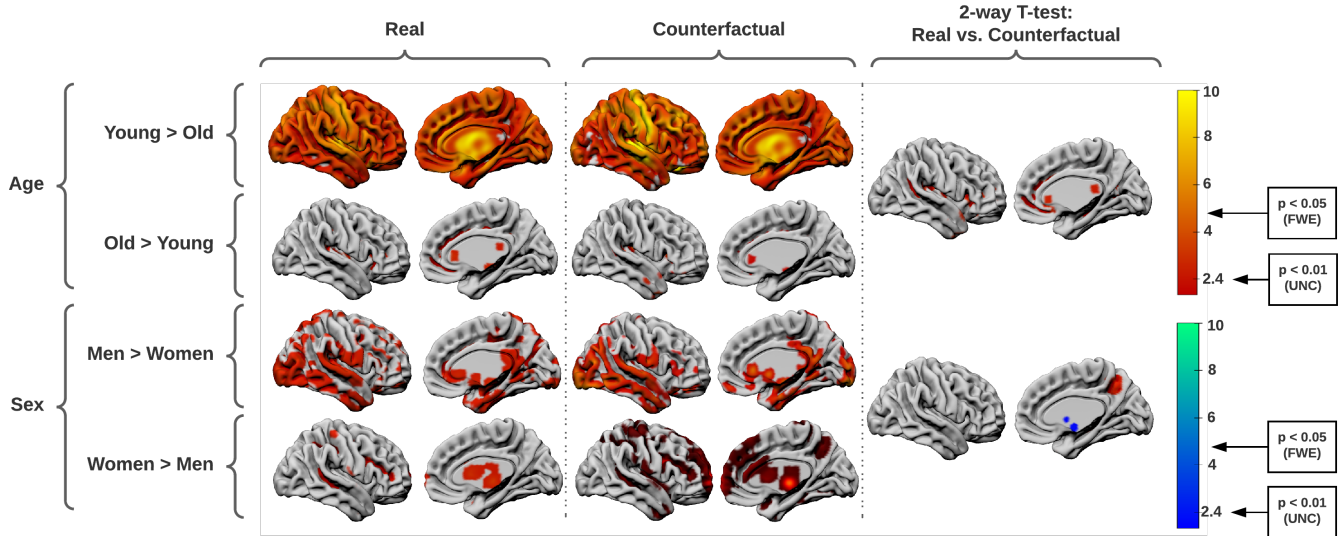 2-way T-test:
Real
Counterfactual
Real vs. Counterfactual
Age
Young > Old
Old > Young
Sex
Men > Women
Women > Men
10
8
6
4
2.4
p < 0.05
(FWE)
p < 0.01
(UNC)
10
8
6
4
2.4
p < 0.05
(FWE)
p < 0.01
(UNC)